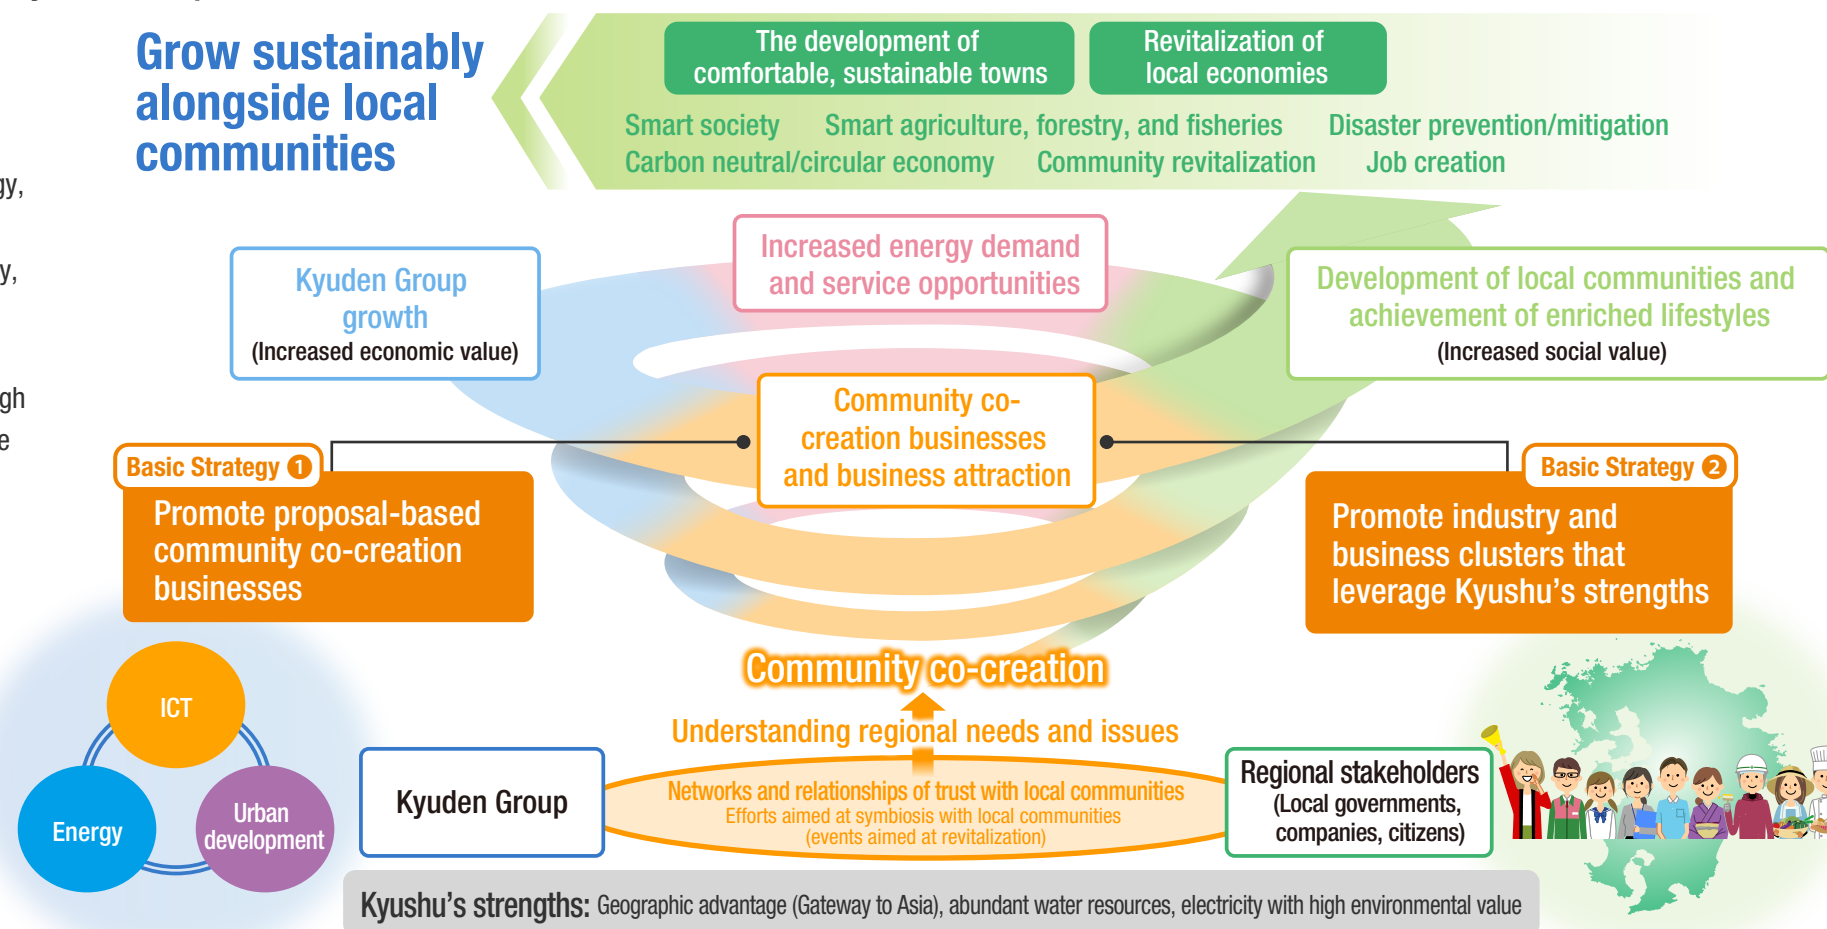 Grow sustainably
alongside local
communities
The development of
comfortable, sustainable towns
Revitalization of
local economies
Smart society Smart agriculture, forestry, and fisheries Disaster prevention/mitigation
Carbon neutral/circular economy Community revitalization Job creation
gy,
y,
gh
e
Increased energy demand
and service opportunities
Kyuden Group
growth
(Increased economic value)
Development of local communities and
achievement of enriched lifestyles
(Increased social value)
Community co-
creation businesses
and business attraction
Basic Strategy ❶
Promote proposal-based
community co-creation
businesses
Basic Strategy ❷
Promote industry and
business clusters that
leverage Kyushu’s strengths
Community co-creation
Understanding regional needs and issues
ICT
Energy
Urban
development
Kyuden Group
Networks and relationships of trust with local communities
Efforts aimed at symbiosis with local communities
(events aimed at revitalization)
Regional stakeholders
(Local governments,
companies, citizens)
Kyushu’s strengths: Geographic advantage (Gateway to Asia), abundant water resources, electricity with high environmental value